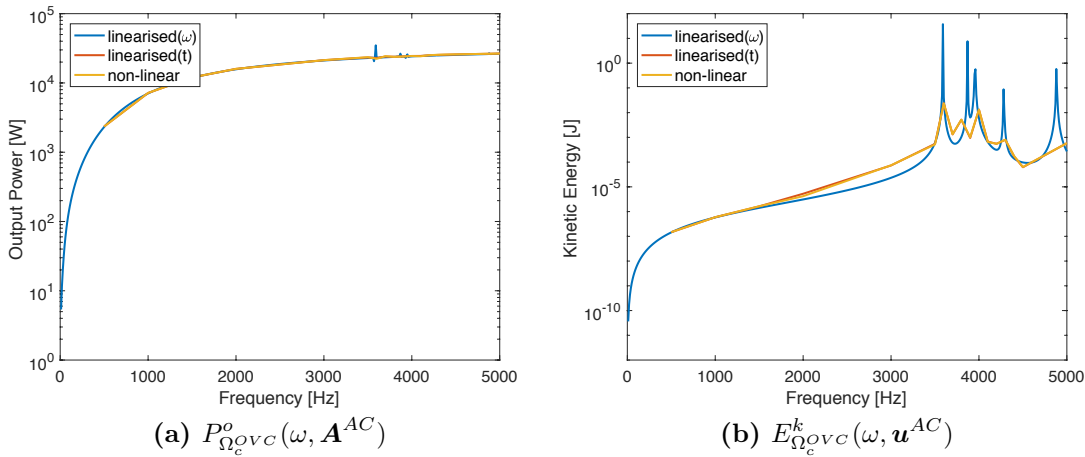 linearised(ω)
linearised(t)
non-linear
Output Power [W]
10^5
10^4
10^3
10^2
10^1
10^0
0 1000 2000 3000 4000 5000
Frequency [Hz]
(a) P^o_{Ω_c^{OVC}}(ω, A^{AC})
linearised(ω)
linearised(t)
non-linear
Kinetic Energy [J]
10^0
10^-5
10^-10
0 1000 2000 3000 4000 5000
Frequency [Hz]
(b) E^k_{Ω_c^{OVC}}(ω, u^{AC})